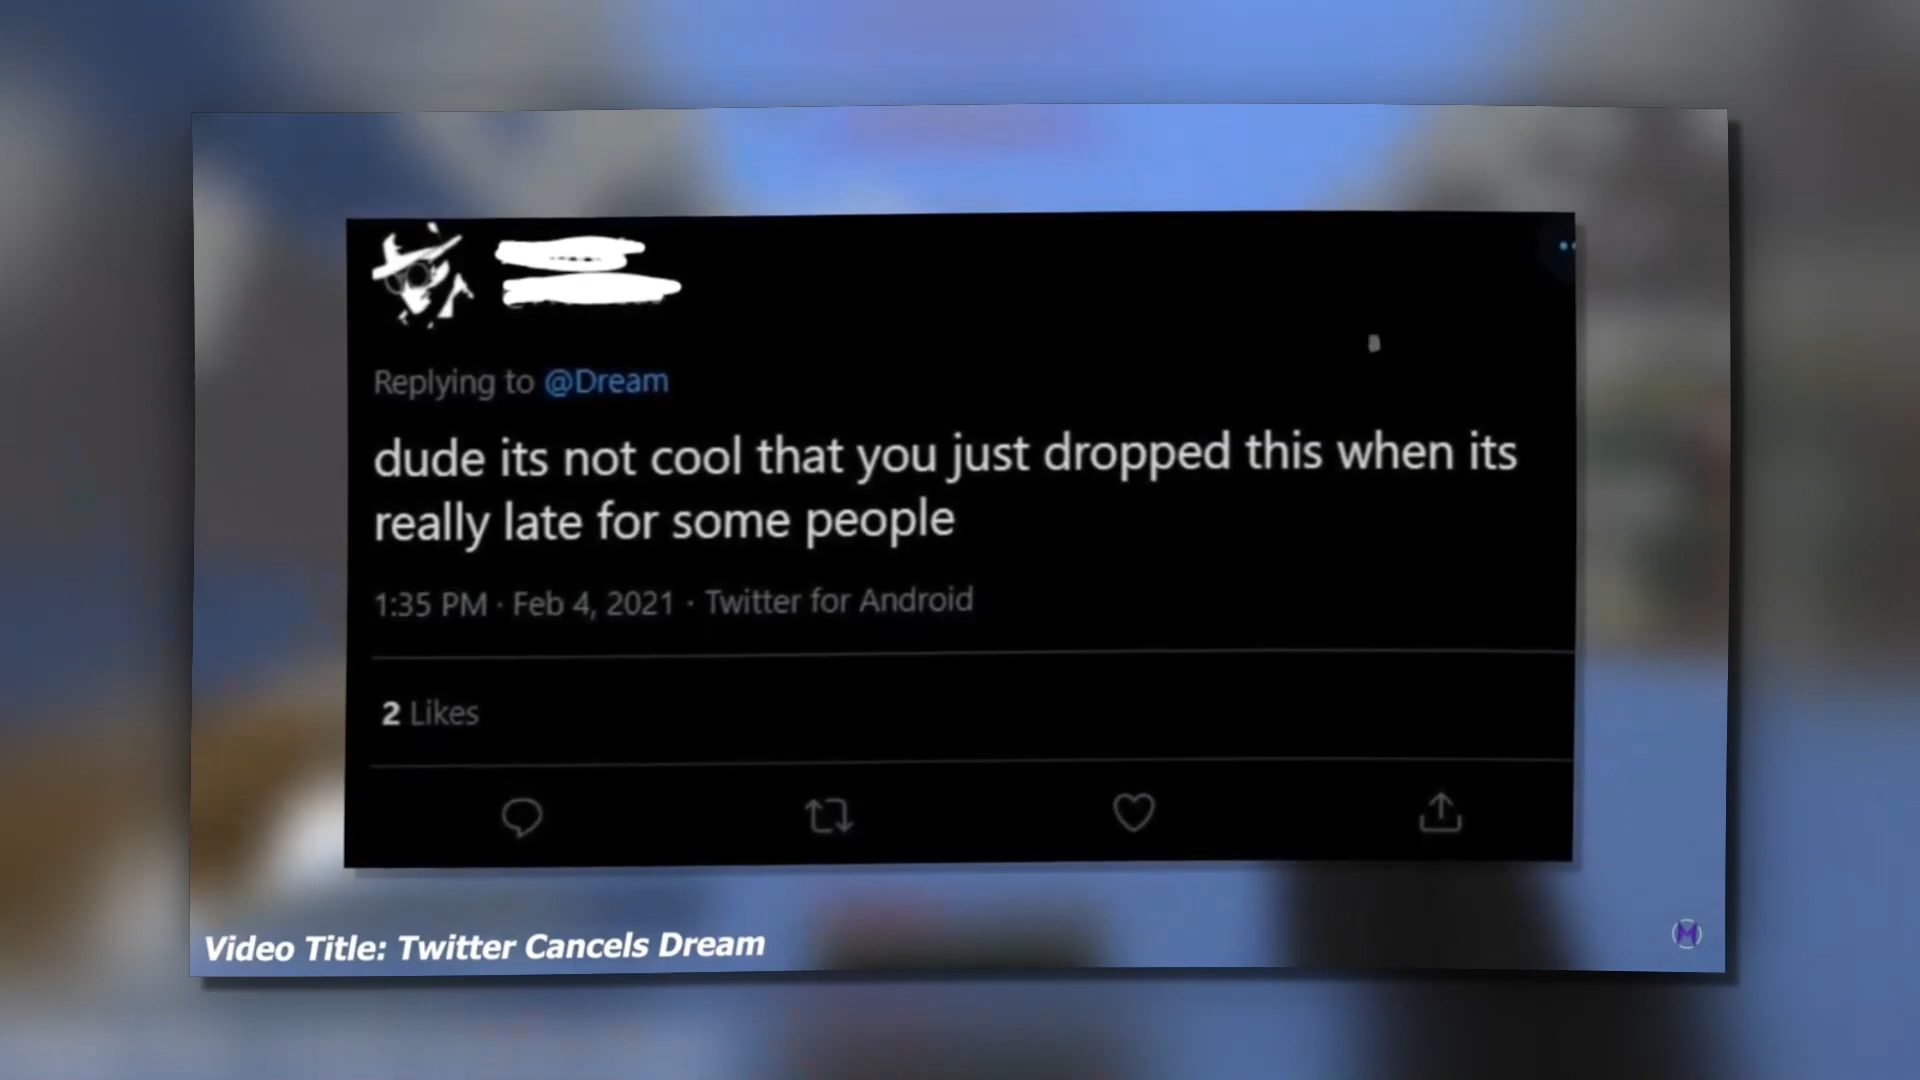 Replying to @Dream
dude its not cool that you just dropped this when its
really late for some people
1:35 PM · Feb 4, 2021 · Twitter for Android
2 Likes
Video Title: Twitter Cancels Dream
M